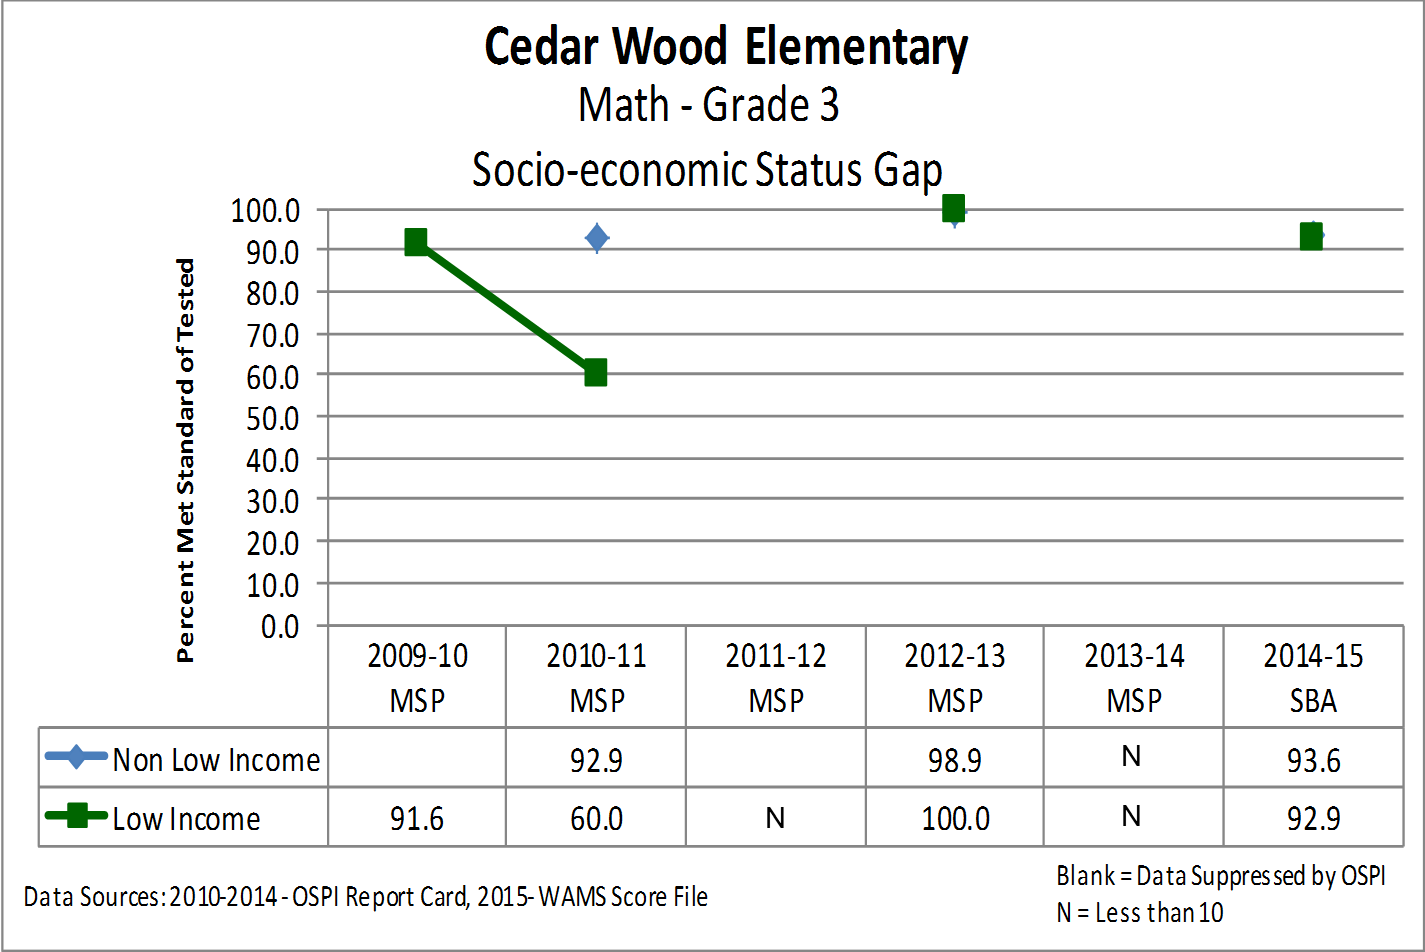 Cedar Wood Elementary
Math - Grade 3
Socio-economic Status Gap
Percent Met Standard of Tested
100.0
90.0
80.0
70.0
60.0
50.0
40.0
30.0
20.0
10.0
0.0
2009-10 2010-11 2011-12 2012-13 2013-14 2014-15
MSP MSP MSP MSP MSP SBA
Non Low Income 92.9 98.9 N 93.6
Low Income 91.6 60.0 N 100.0 N 92.9
Data Sources: 2010-2014 - OSPI Report Card, 2015- WAMS Score File
Blank = Data Suppressed by OSPI
N = Less than 10